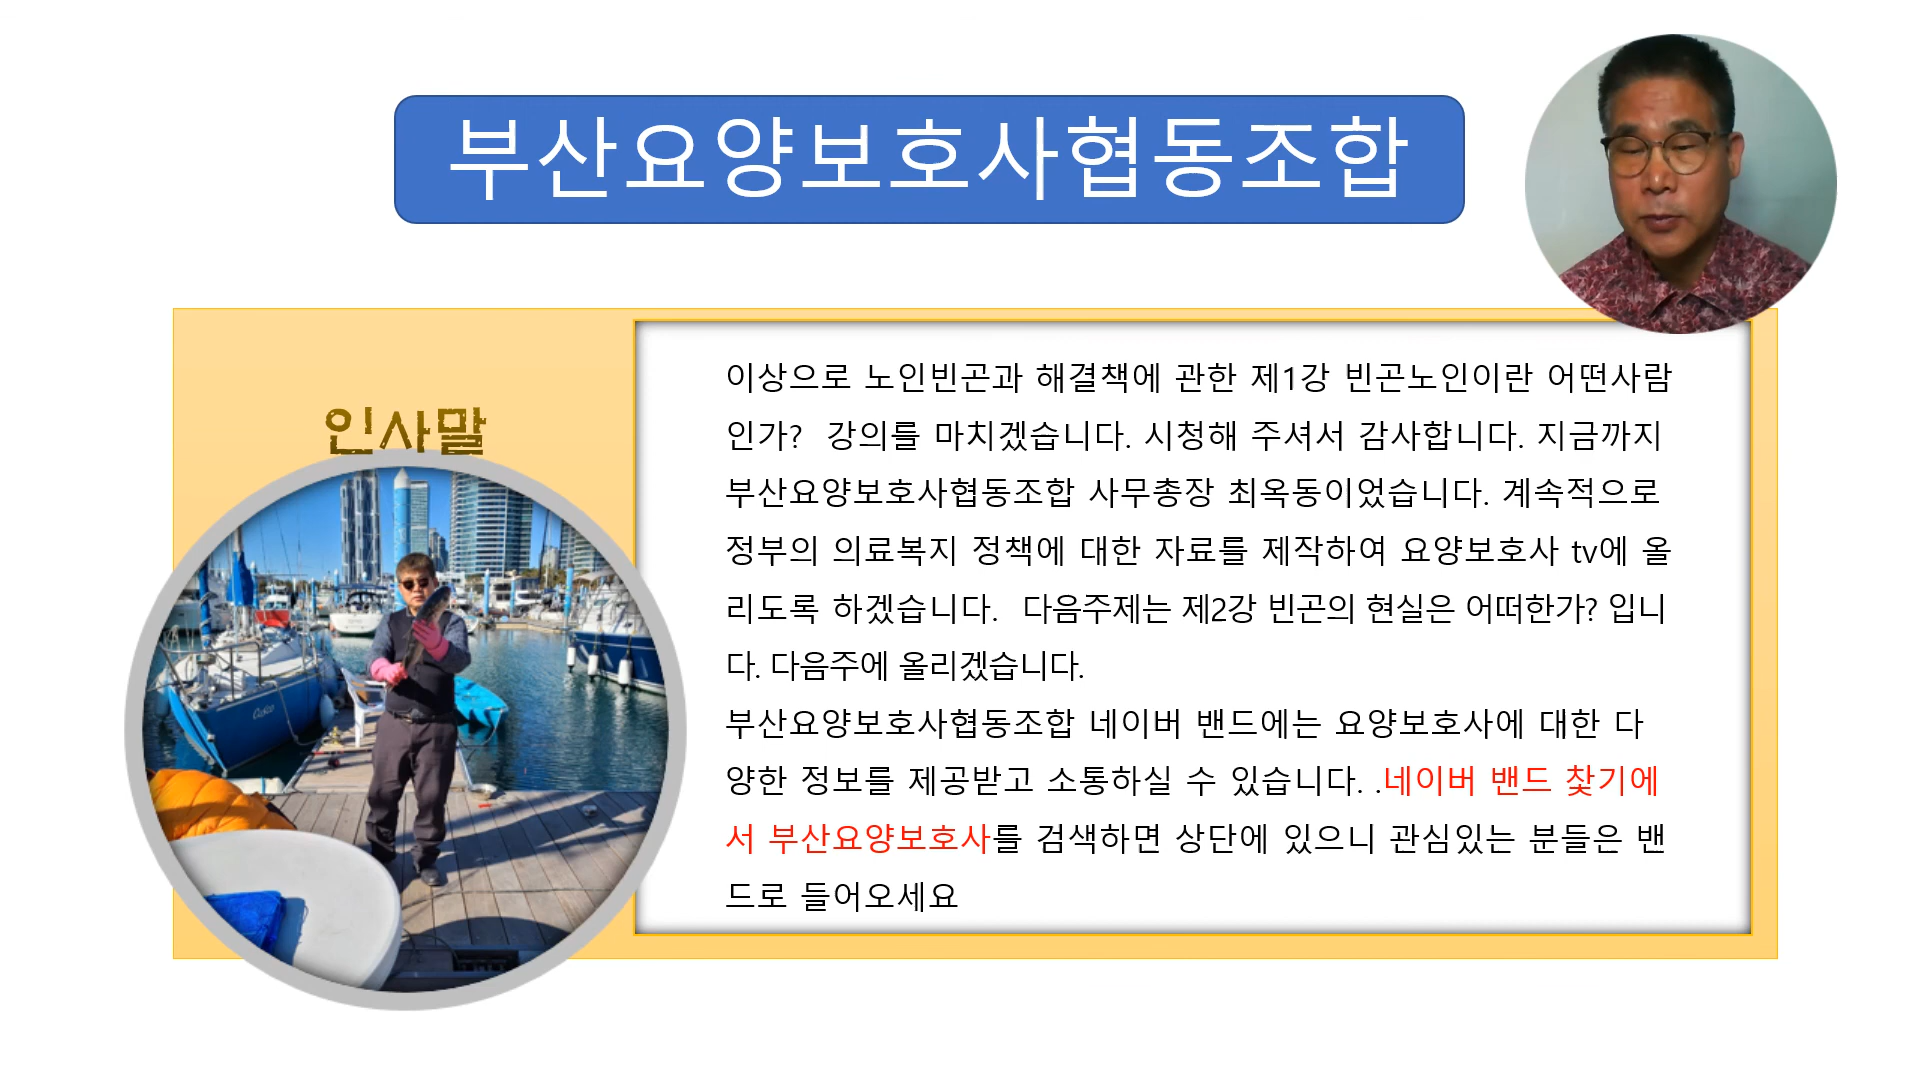 부산요양보호사협동조합
인사말
이상으로 노인빈곤과 해결책에 관한 제1강 빈곤노인이란 어떤사람
인가? 강의를 마치겠습니다. 시청해 주셔서 감사합니다. 지금까지
부산요양보호사협동조합 사무총장 최옥동이었습니다. 계속적으로
정부의 의료복지 정책에 대한 자료를 제작하여 요양보호사 tv에 올
리도록 하겠습니다. 다음주제는 제2강 빈곤의 현실은 어떠한가? 입니
다. 다음주에 올리겠습니다.
부산요양보호사협동조합 네이버 밴드에는 요양보호사에 대한 다
양한 정보를 제공받고 소통하실 수 있습니다. .네이버 밴드 찿기에
서 부산요양보호사를 검색하면 상단에 있으니 관심있는 분들은 밴
드로 들어오세요